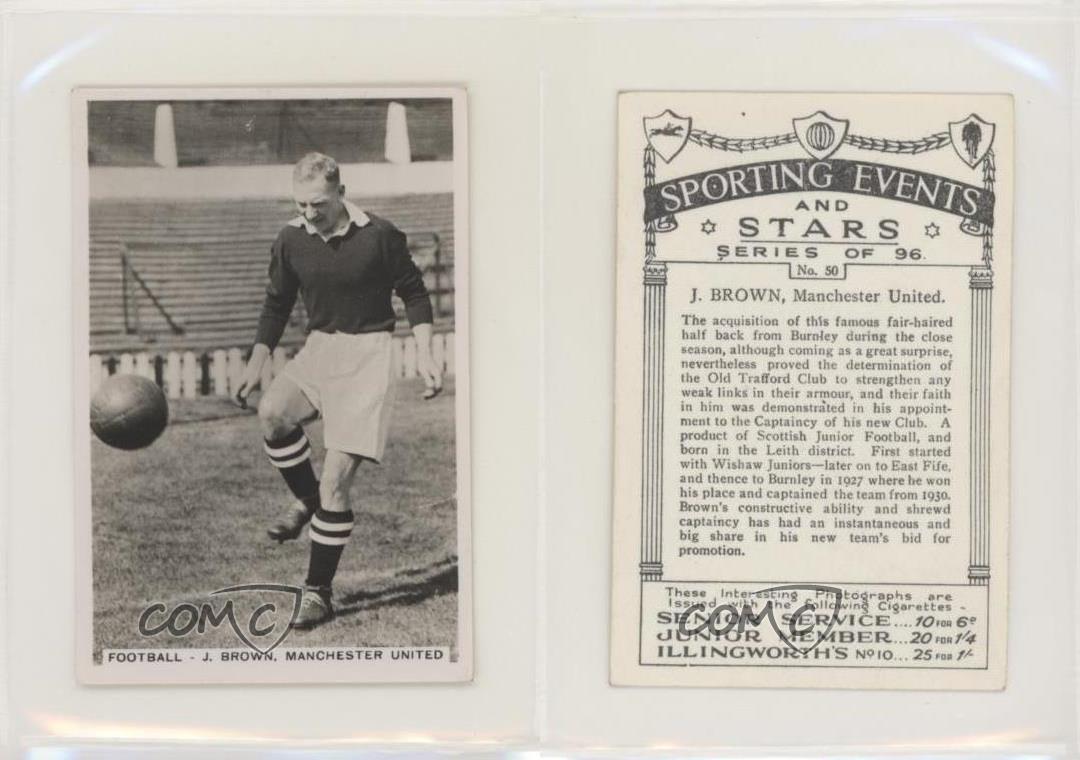 COMC
FOOTBALL - J. BROWN, MANCHESTER UNITED
SPORTING EVENTS
AND
STARS
SERIES OF 96.
No. 50
J. BROWN, Manchester United.
The acquisition of this famous fair-haired
half back from Burnley during the close
season, although coming as a great surprise,
nevertheless proved the determination of
the Old Trafford Club to strengthen any
weak links in their armour, and their faith
in him was demonstrated in his appoint-
ment to the Captaincy of his new Club. A
product of Scottish Junior Football, and
born in the Leith district. First started
with Wishaw Juniors—later on to East Fife,
and thence to Burnley in 1927 where he won
his place and captained the team from 1930.
Brown's constructive ability and shrewd
captaincy has had an instantaneous and
big share in his new team's bid for
promotion.
These Interesting Photographs are
Issued with the following Cigarettes -
SENIOR SERVICE....10 FOR 6D
JUNIOR MEMBER...20 FOR 1/4
ILLINGWORTH'S No 10...25 FOR 1/-
COMC